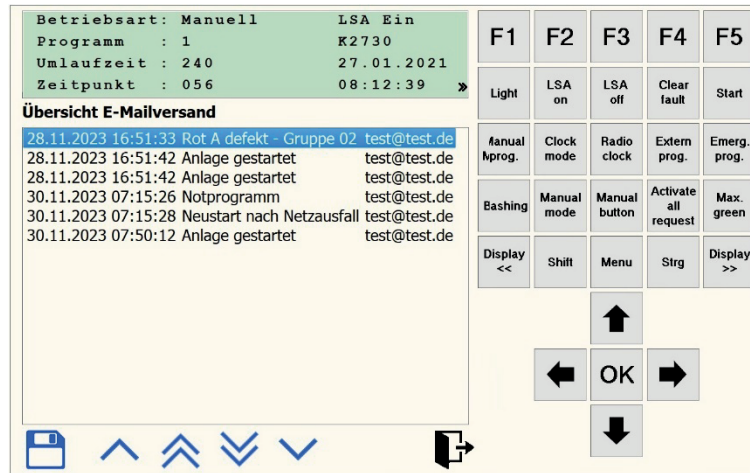 Betriebsart: Manuell LSA Ein
Programm : 1 K2730
Umlaufzeit : 240 27.01.2021
Zeitpunkt : 056 08:12:39 »
Übersicht E-Mailversand
28.11.2023 16:51:33 Rot A defekt - Gruppe 02 test@test.de
28.11.2023 16:51:42 Anlage gestartet test@test.de
28.11.2023 16:51:42 Anlage gestartet test@test.de
30.11.2023 07:15:26 Notprogramm test@test.de
30.11.2023 07:15:28 Neustart nach Netzausfall test@test.de
30.11.2023 07:50:12 Anlage gestartet test@test.de
F1 F2 F3 F4 F5
Light LSA on LSA off Clear fault Start
Manual Mprog. Clock mode Radio clock Extern prog. Emerg. prog.
Bashing Manual mode Manual button Activate all request Max. green
Display << Shift Menu Strg Display >>
OK